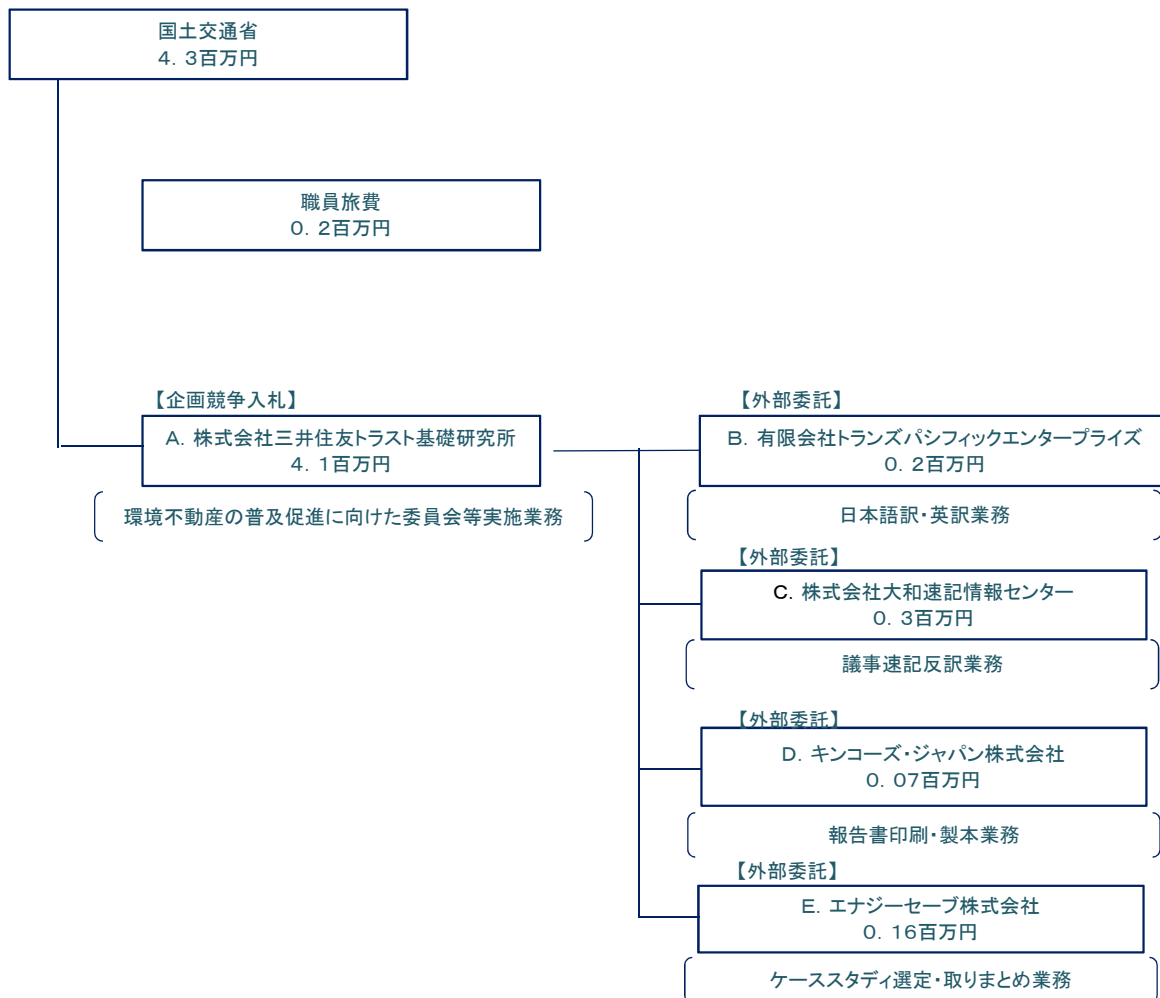 国土交通省
4．3百万円
職員旅費
0．2百万円
【企画競争入札】
A．株式会社三井住友トラスト基礎研究所
4．1百万円
環境不動産の普及促進に向けた委員会等実施業務
【外部委託】
B．有限会社トランズパシフィックエンタープライズ
0．2百万円
日本語訳・英訳業務
【外部委託】
C．株式会社大和速記情報センター
0．3百万円
議事速記反訳業務
【外部委託】
D．キンコーズ・ジャパン株式会社
0．07百万円
報告書印刷・製本業務
【外部委託】
E．エナジーセーブ株式会社
0．16百万円
ケーススタディ選定・取りまとめ業務